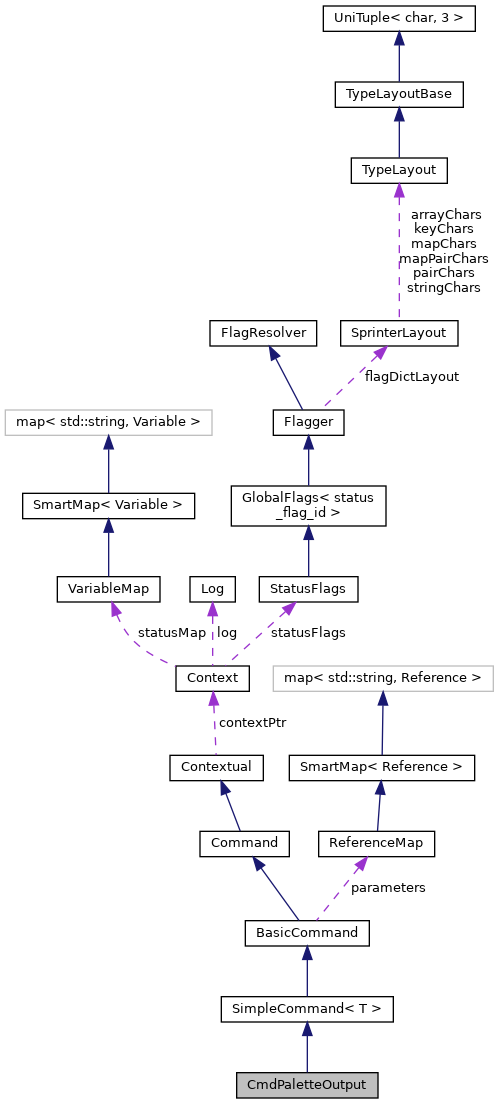 UniTuple< char, 3 >
TypeLayoutBase
TypeLayout
arrayChars
keyChars
mapChars
mapPairChars
pairChars
stringChars
FlagResolver
SprinterLayout
flagDictLayout
Flagger
map< std::string, Variable >
GlobalFlags< status
_flag_id >
SmartMap< Variable >
VariableMap
Log
StatusFlags
statusMap
log
statusFlags
Context
map< std::string, Reference >
contextPtr
Contextual
SmartMap< Reference >
Command
ReferenceMap
parameters
BasicCommand
SimpleCommand< T >
CmdPaletteOutput